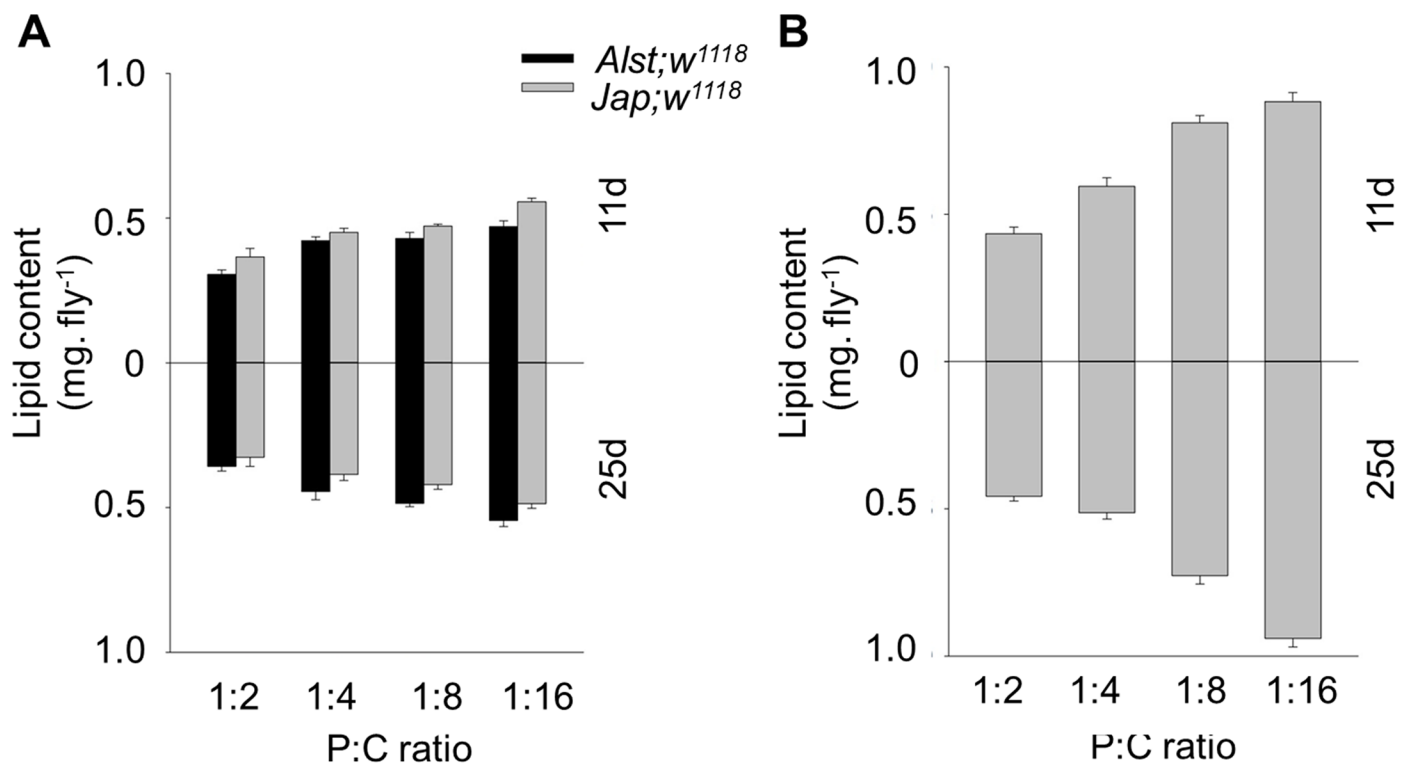 A
Alst;w¹¹¹⁸
Jap;w¹¹¹⁸
1.0
0.5
0
0.5
1.0
Lipid content
(mg. fly⁻¹)
11d
25d
1:2 1:4 1:8 1:16
P:C ratio
B
1.0
0.5
0
0.5
1.0
Lipid content
(mg. fly⁻¹)
11d
25d
1:2 1:4 1:8 1:16
P:C ratio